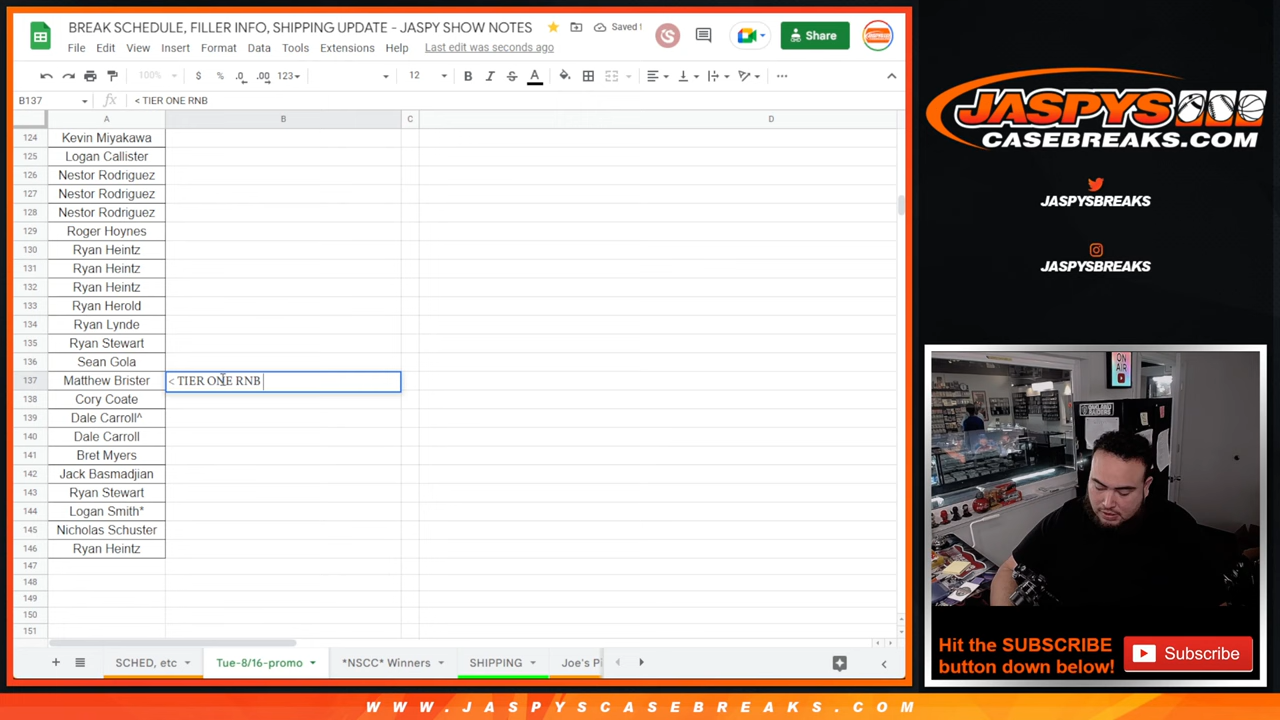 BREAK SCHEDULE, FILLER INFO, SHIPPING UPDATE - JASPY SHOW NOTES
Saved !
Share
File Edit View Insert Format Data Tools Extensions Help Last edit was seconds ago
100% $ % .0 .00 123 12 B I S A
B137 fx < TIER ONE RNB
A B C D
124 Kevin Miyakawa
125 Logan Callister
126 Nestor Rodriguez
127 Nestor Rodriguez
128 Nestor Rodriguez
129 Roger Hoynes
130 Ryan Heintz
131 Ryan Heintz
132 Ryan Heintz
133 Ryan Herold
134 Ryan Lynde
135 Ryan Stewart
136 Sean Gola
137 Matthew Brister < TIER ONE RNB
138 Cory Coate
139 Dale Carroll^
140 Dale Carroll
141 Bret Myers
142 Jack Basmadjian
143 Ryan Stewart
144 Logan Smith*
145 Nicholas Schuster
146 Ryan Heintz
147
148
149
150
151
SCHED, etc Tue-8/16-promo *NSCC* Winners SHIPPING Joe's P
JASPYS
CASEBREAKS.COM
JASPYSBREAKS
JASPYSBREAKS
ON
AIR
Hit the SUBSCRIBE
button down below!
Subscribe
WWW.JASPYSCASEBREAKS.COM